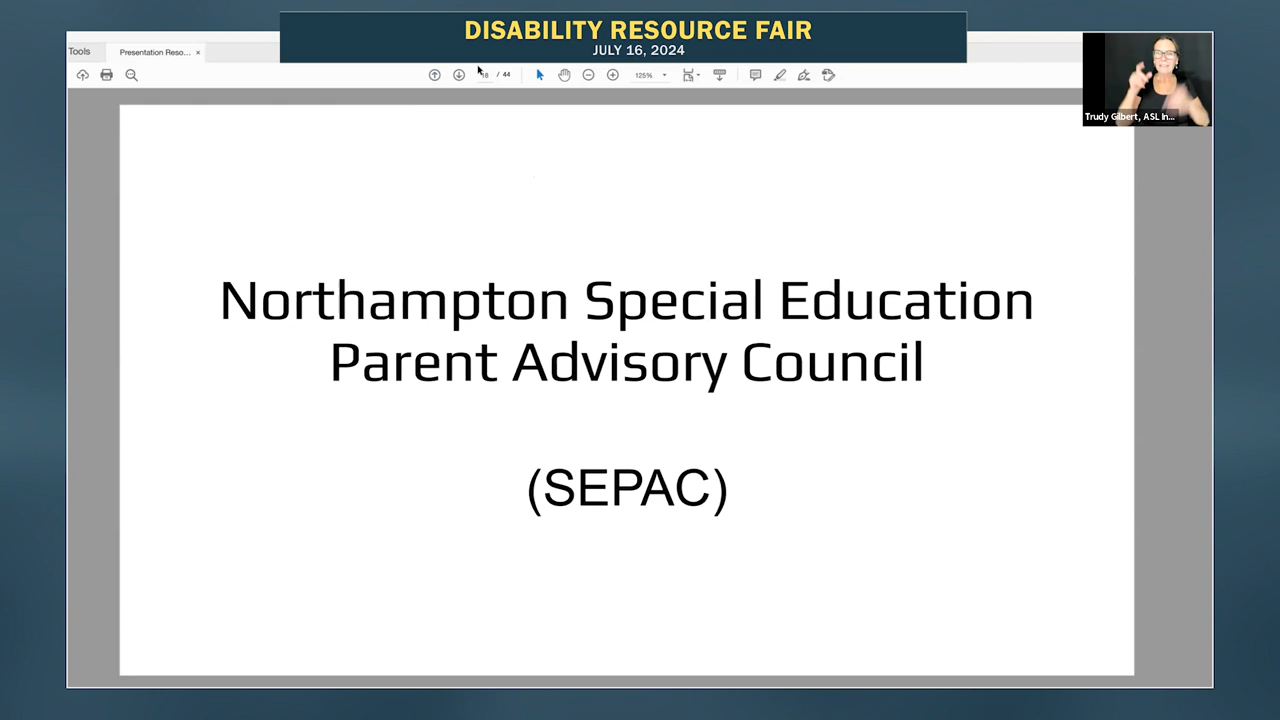 DISABILITY RESOURCE FAIR
JULY 16, 2024
Tools
Presentation Reso...
/ 44
125%
Trudy Gilbert, ASL In...
Northampton Special Education
Parent Advisory Council
(SEPAC)